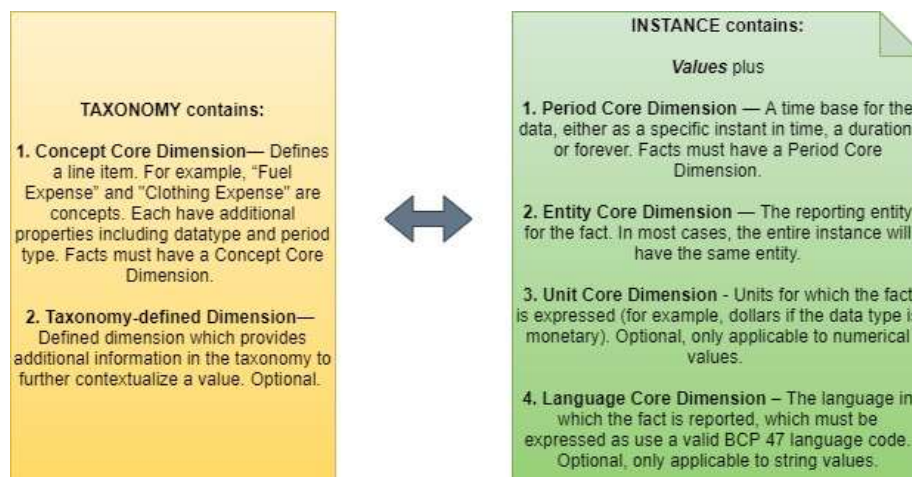 TAXONOMY contains:
1. Concept Core Dimension— Defines
a line item. For example, “Fuel
Expense” and "Clothing Expense" are
concepts. Each have additional
properties including datatype and period
type. Facts must have a Concept Core
Dimension.
2. Taxonomy-defined Dimension—
Defined dimension which provides
additional information in the taxonomy to
further contextualize a value. Optional.
INSTANCE contains:
Values plus
1. Period Core Dimension — A time base for the
data, either as a specific instant in time, a duration
or forever. Facts must have a Period Core
Dimension.
2. Entity Core Dimension — The reporting entity
for the fact. In most cases, the entire instance will
have the same entity.
3. Unit Core Dimension - Units for which the fact
is expressed (for example, dollars if the data type is
monetary). Optional, only applicable to numerical
values.
4. Language Core Dimension – The language in
which the fact is reported, which must be
expressed as use a valid BCP 47 language code.
Optional, only applicable to string values.